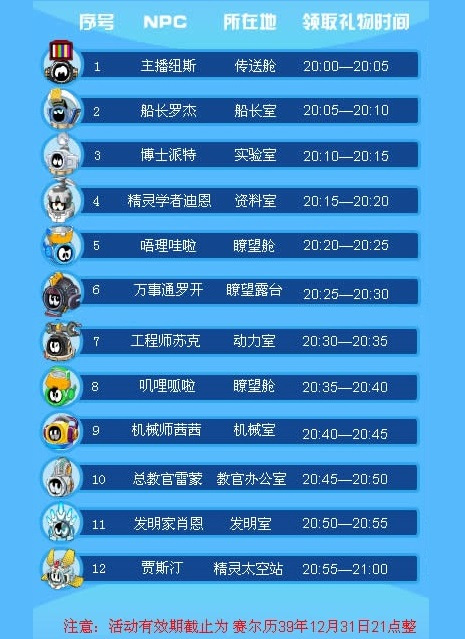 序号 NPC 所在地 领取礼物时间
1 主播纽斯 传送舱 20:00—20:05
2 船长罗杰 船长室 20:05—20:10
3 博士派特 实验室 20:10—20:15
4 精灵学者迪恩 资料室 20:15—20:20
5 唔理哇啦 瞭望舱 20:20—20:25
6 万事通罗开 瞭望露台 20:25—20:30
7 工程师苏克 动力室 20:30—20:35
8 叽哩呱啦 瞭望舱 20:35—20:40
9 机械师茜茜 机械室 20:40—20:45
10 总教官雷蒙 教官办公室 20:45—20:50
11 发明家肖恩 发明室 20:50—20:55
12 贾斯汀 精灵太空站 20:55—21:00
注意：活动有效期截止为 赛尔历39年12月31日21点整